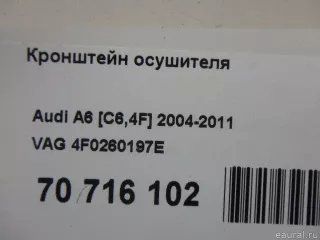 Кронштейн осушителя
Audi A6 [C6,4F] 2004-2011
VAG 4F0260197E
70 716 102
eaural.ru